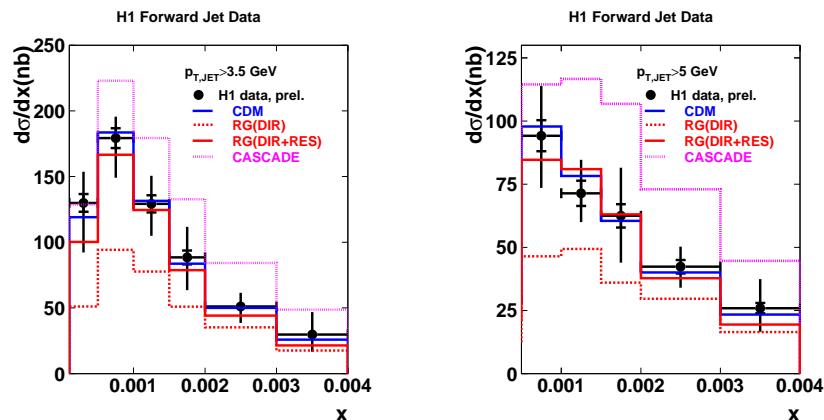 H1 Forward Jet Data
dσ/dx(nb)
250
200
150
100
50
0
p_T,JET>3.5 GeV
H1 data, prel.
CDM
RG(DIR)
RG(DIR+RES)
CASCADE
0.001 0.002 0.003 0.004
x
H1 Forward Jet Data
dσ/dx(nb)
125
100
75
50
25
0
p_T,JET>5 GeV
H1 data, prel.
CDM
RG(DIR)
RG(DIR+RES)
CASCADE
0.001 0.002 0.003 0.004
x